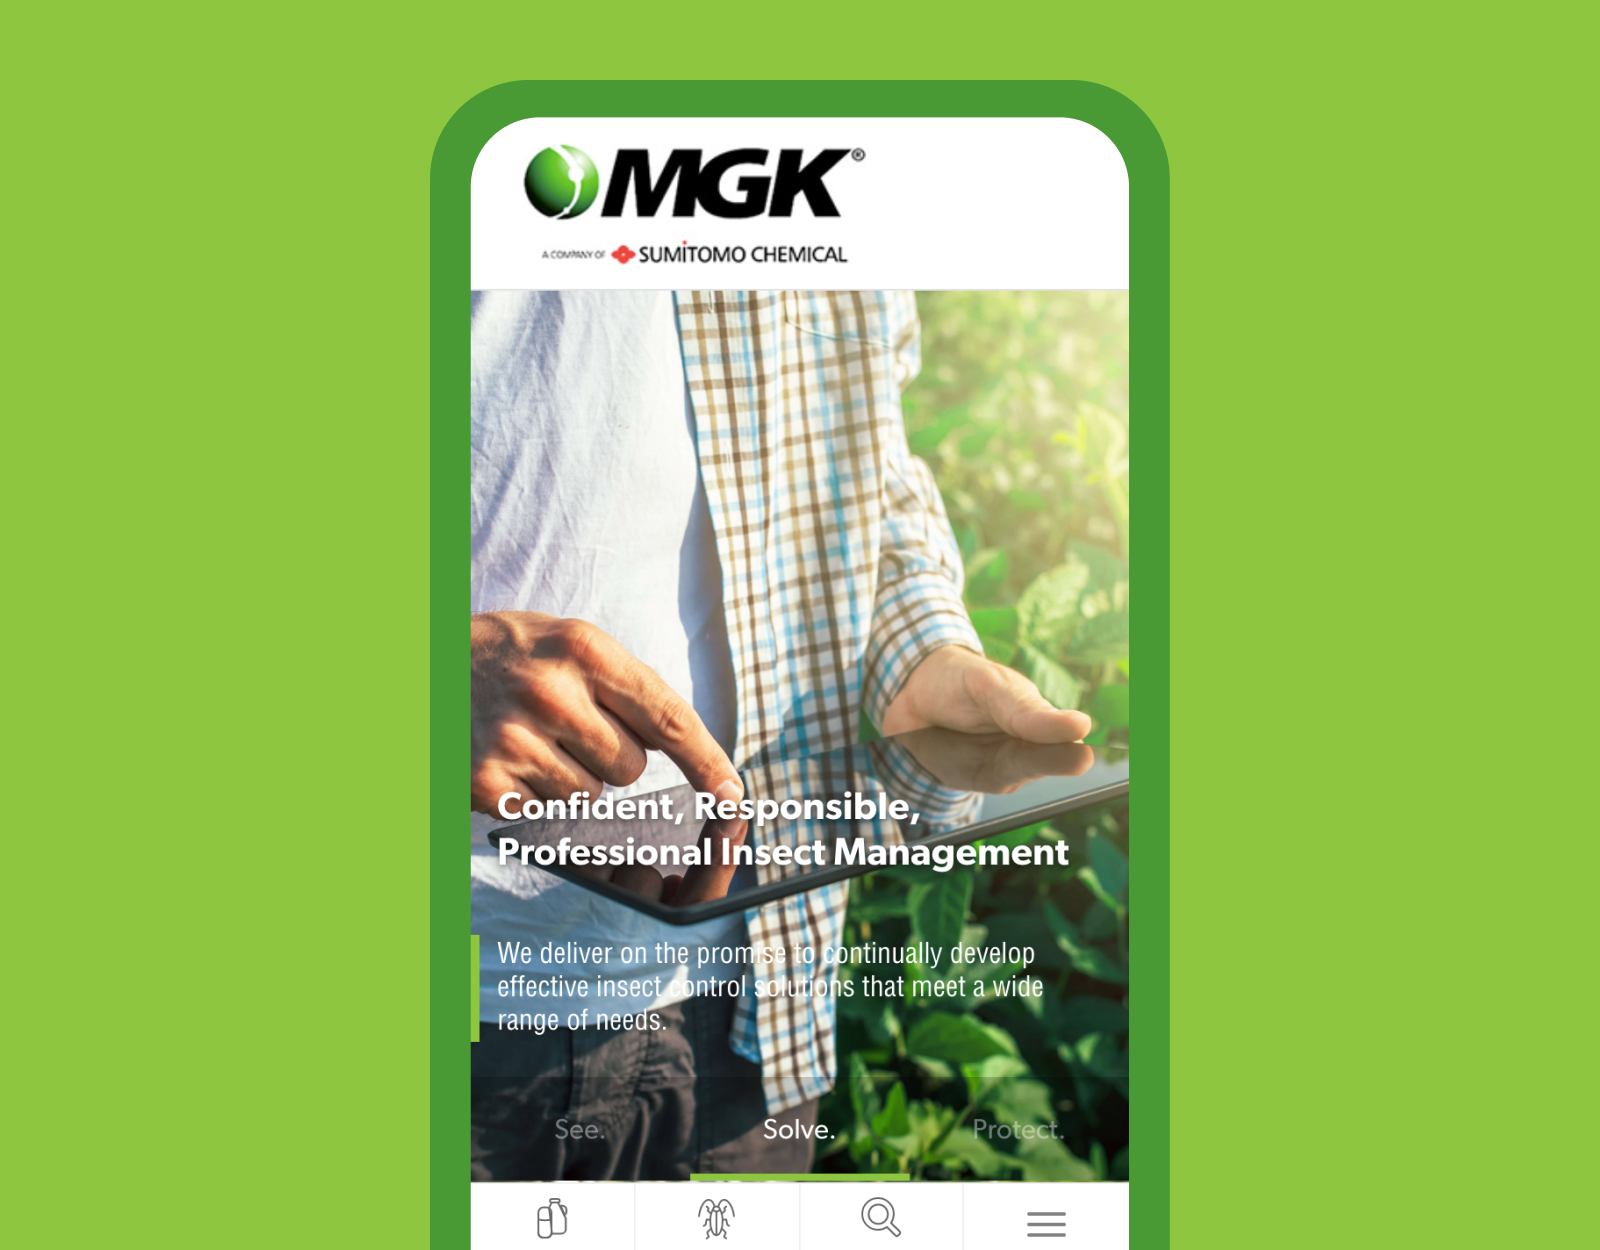 MGK®
A COMPANY OF SUMITOMO CHEMICAL
Confident, Responsible,
Professional Insect Management
We deliver on the promise to continually develop
effective insect control solutions that meet a wide
range of needs.
See. Solve. Protect.